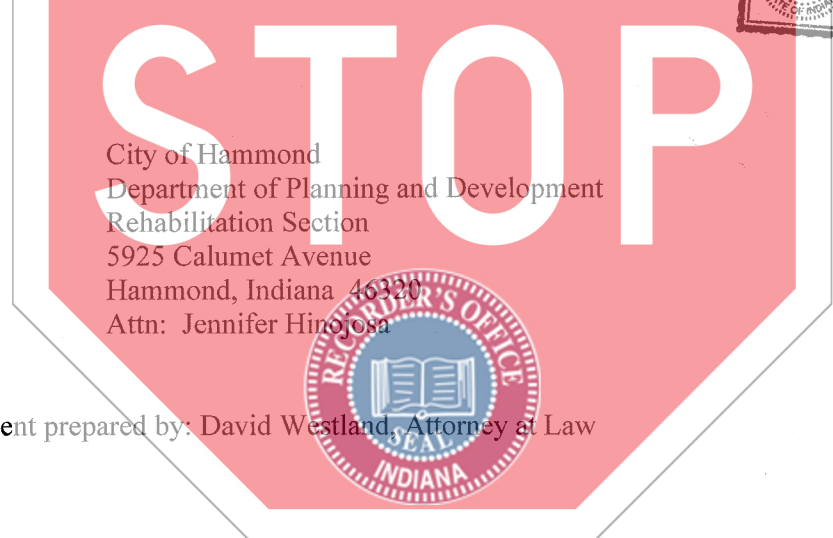 STOP
City of Hammond
Department of Planning and Development
Rehabilitation Section
5925 Calumet Avenue
Hammond, Indiana 46320
Attn: Jennifer Hinojosa
RECORDER'S OFFICE
SEAL
INDIANA
ent prepared by: David Westland, Attorney at Law